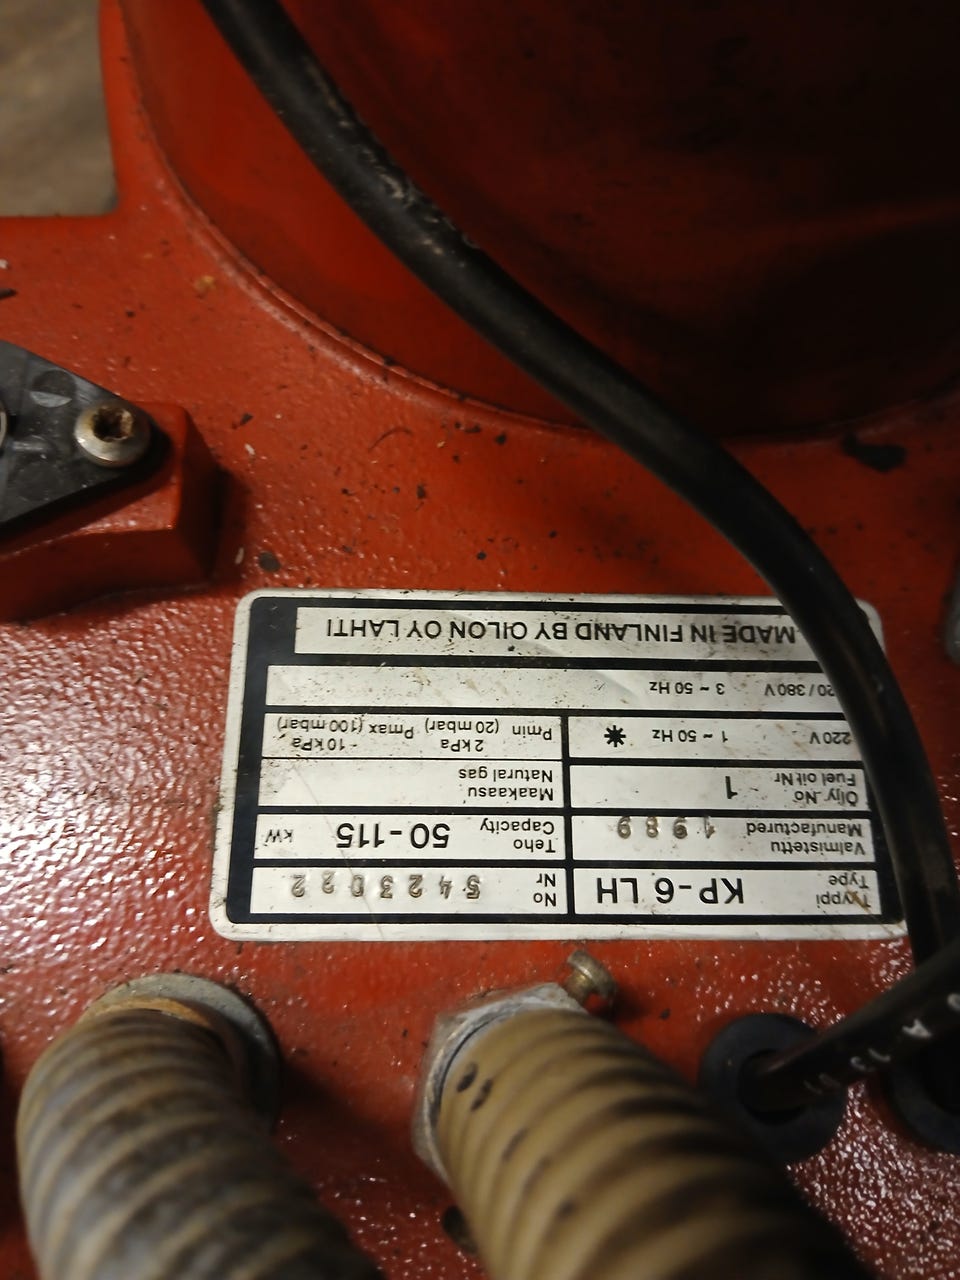 Tyyppi
Type KP-6 LH
No
Nr 5423022
Valmistettu
Manufactured 1989
Teho
Capacity 50-115 kW
Öljy No
Fuel oil Nr 1
Maakaasu
Natural gas
220 V 1 ~ 50 Hz *
2 kPa -10 kPa
Pmin (20 mbar) Pmax (100 mbar)
20/380 V 3 ~ 50 Hz
MADE IN FINLAND BY OILON OY LAHTI